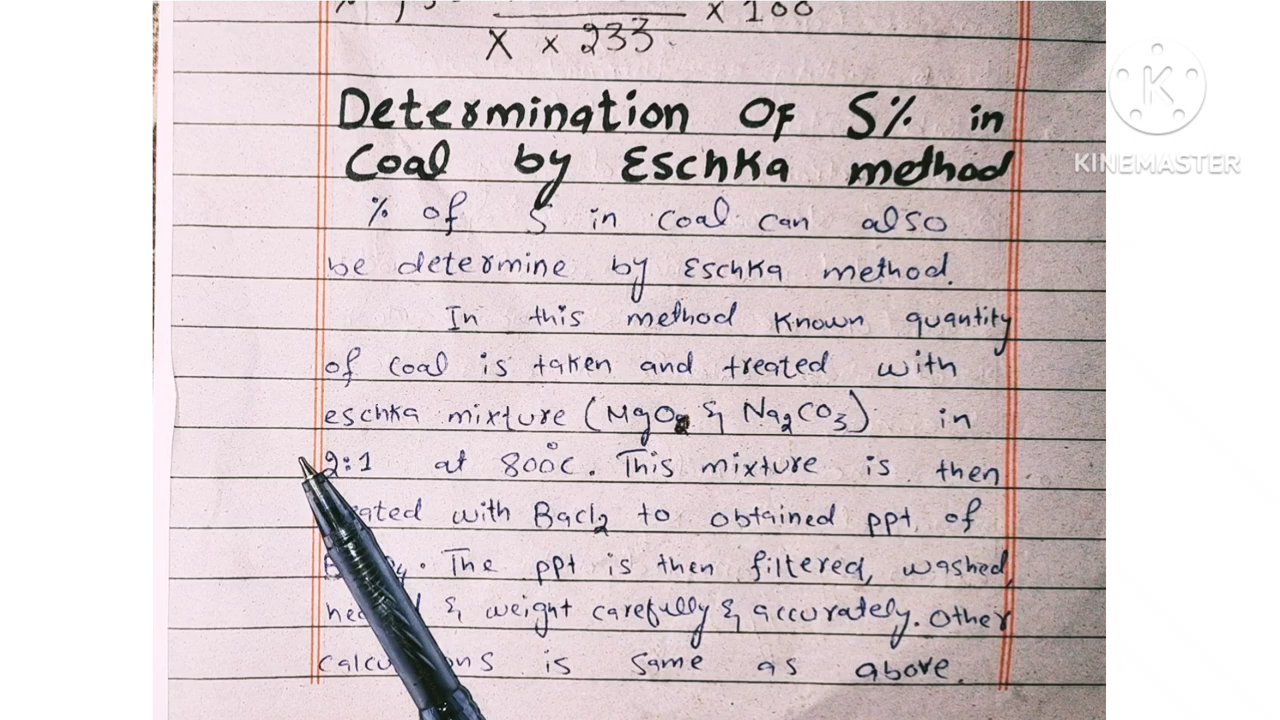 x 100
X x 233
Determination Of S% in
Coal by Eschka method
% of S in coal can also
be determine by Eschka method.
In this method known quantity
of coal is taken and treated with
eschka mixture (MgO & Na2CO3) in
2:1 at 800°c. This mixture is then
with Bacl2 to obtained ppt of
The ppt is then filtered, washed,
& weight carefully & accurately. Other
is same as above.
K
KINEMASTER